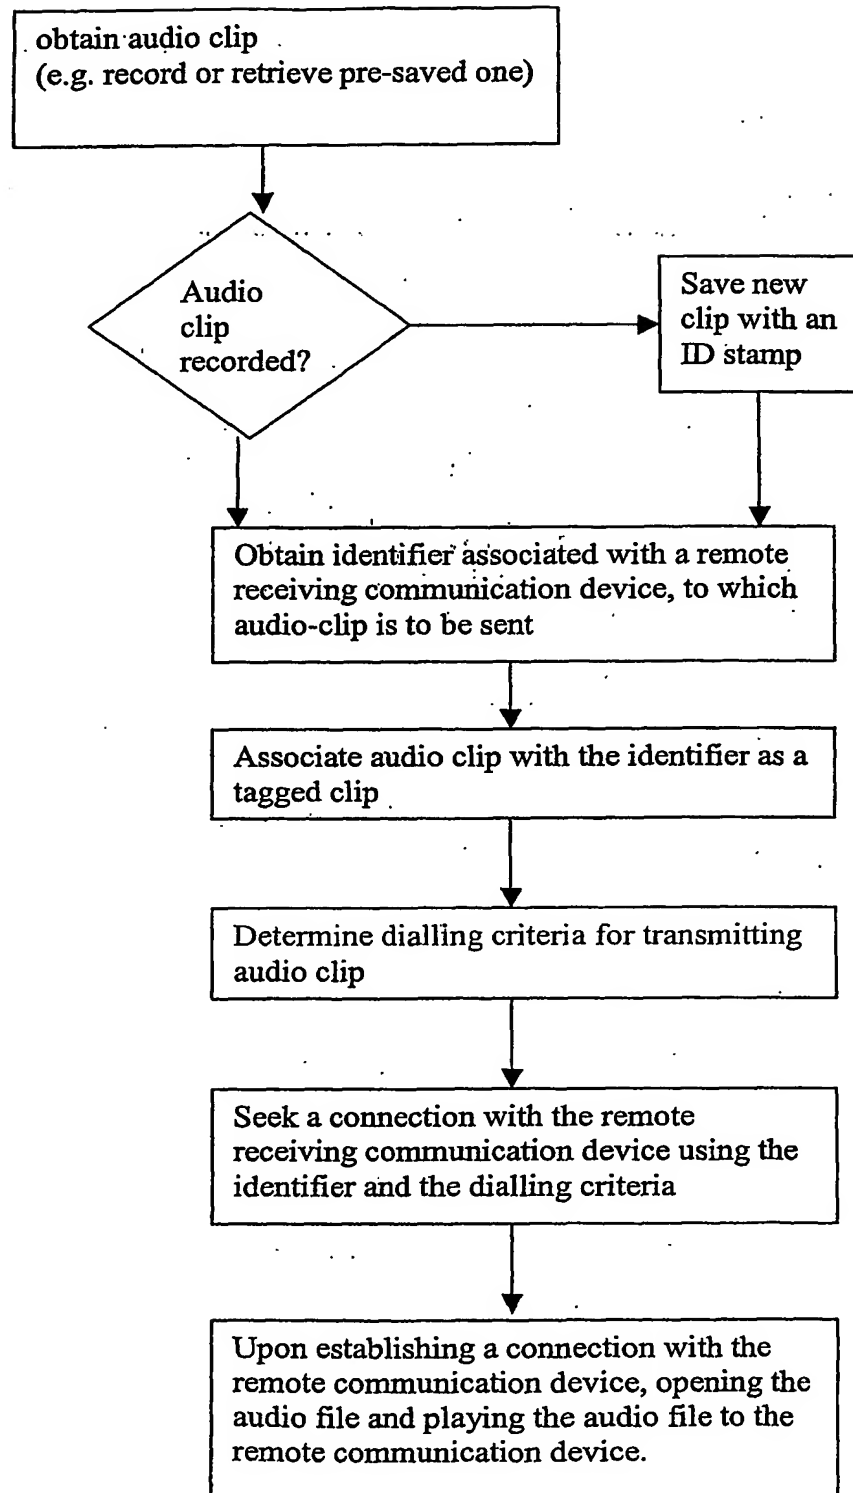 obtain audio clip
(e.g. record or retrieve pre-saved one)
Audio
clip
recorded?
Save new
clip with an
ID stamp
Obtain identifier associated with a remote
receiving communication device, to which
audio-clip is to be sent
Associate audio clip with the identifier as a
tagged clip
Determine dialling criteria for transmitting
audio clip
Seek a connection with the remote
receiving communication device using the
identifier and the dialling criteria
Upon establishing a connection with the
remote communication device, opening the
audio file and playing the audio file to the
remote communication device.